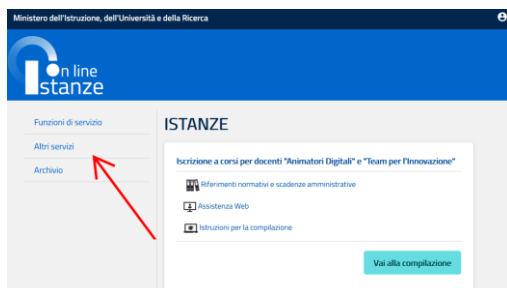 Ministero dell'Istruzione, dell'Università e della Ricerca
on line
Istanze
Funzioni di servizio
Altri servizi
Archivio
ISTANZE
Iscrizione a corsi per docenti "Animatori Digitali" e "Team per l'Innovazione"
Riferimenti normativi e scadenze amministrative
Assistenza Web
Istruzioni per la compilazione
Vai alla compilazione